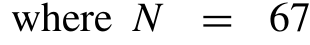 where N = 67